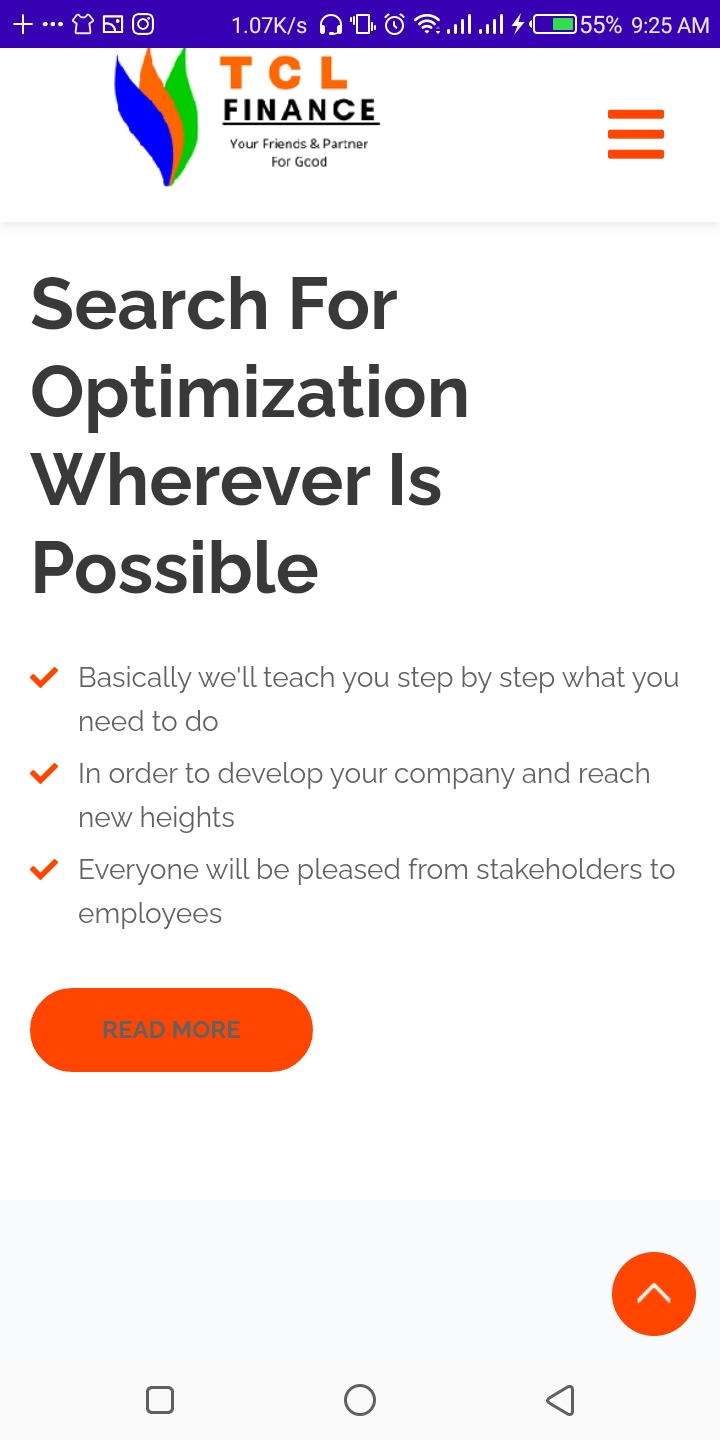 1.07K/s 55% 9:25 AM
TCL
FINANCE
Your Friends & Partner
For Good
Search For
Optimization
Wherever Is
Possible
Basically we'll teach you step by step what you
need to do
In order to develop your company and reach
new heights
Everyone will be pleased from stakeholders to
employees
READ MORE